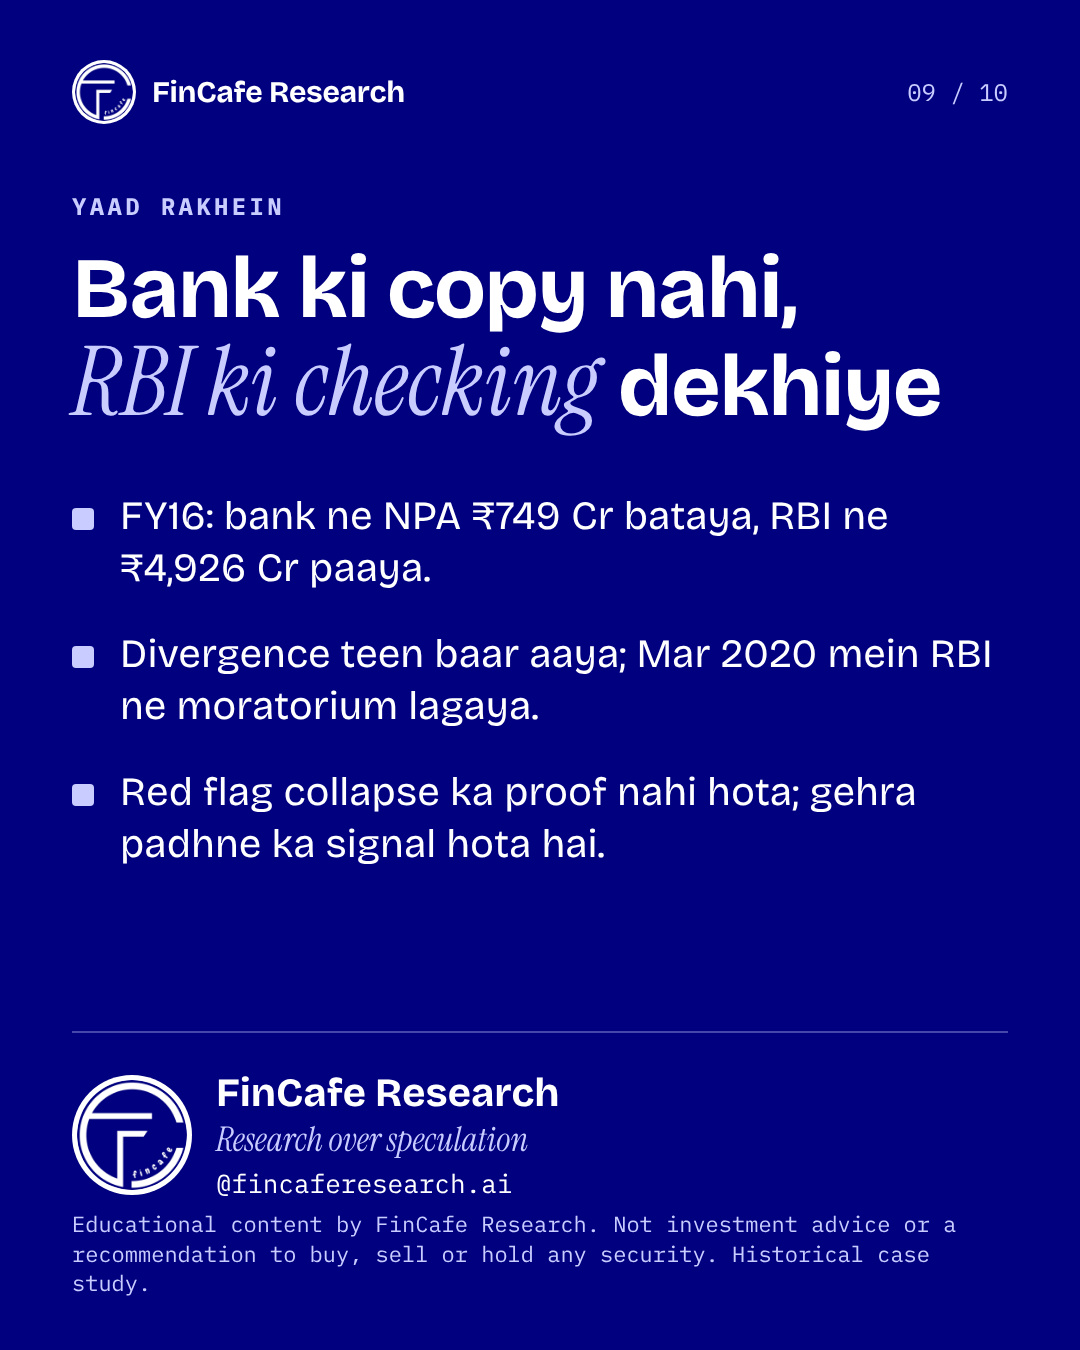 fincafe
FinCafe Research
09 / 10
YAAD RAKHEIN
Bank ki copy nahi,
RBI ki checking dekhiye
FY16: bank ne NPA ₹749 Cr bataya, RBI ne
₹4,926 Cr paaya.
Divergence teen baar aaya; Mar 2020 mein RBI
ne moratorium lagaya.
Red flag collapse ka proof nahi hota; gehra
padhne ka signal hota hai.
fincafe
FinCafe Research
Research over speculation
@fincaferesearch.ai
Educational content by FinCafe Research. Not investment advice or a
recommendation to buy, sell or hold any security. Historical case
study.